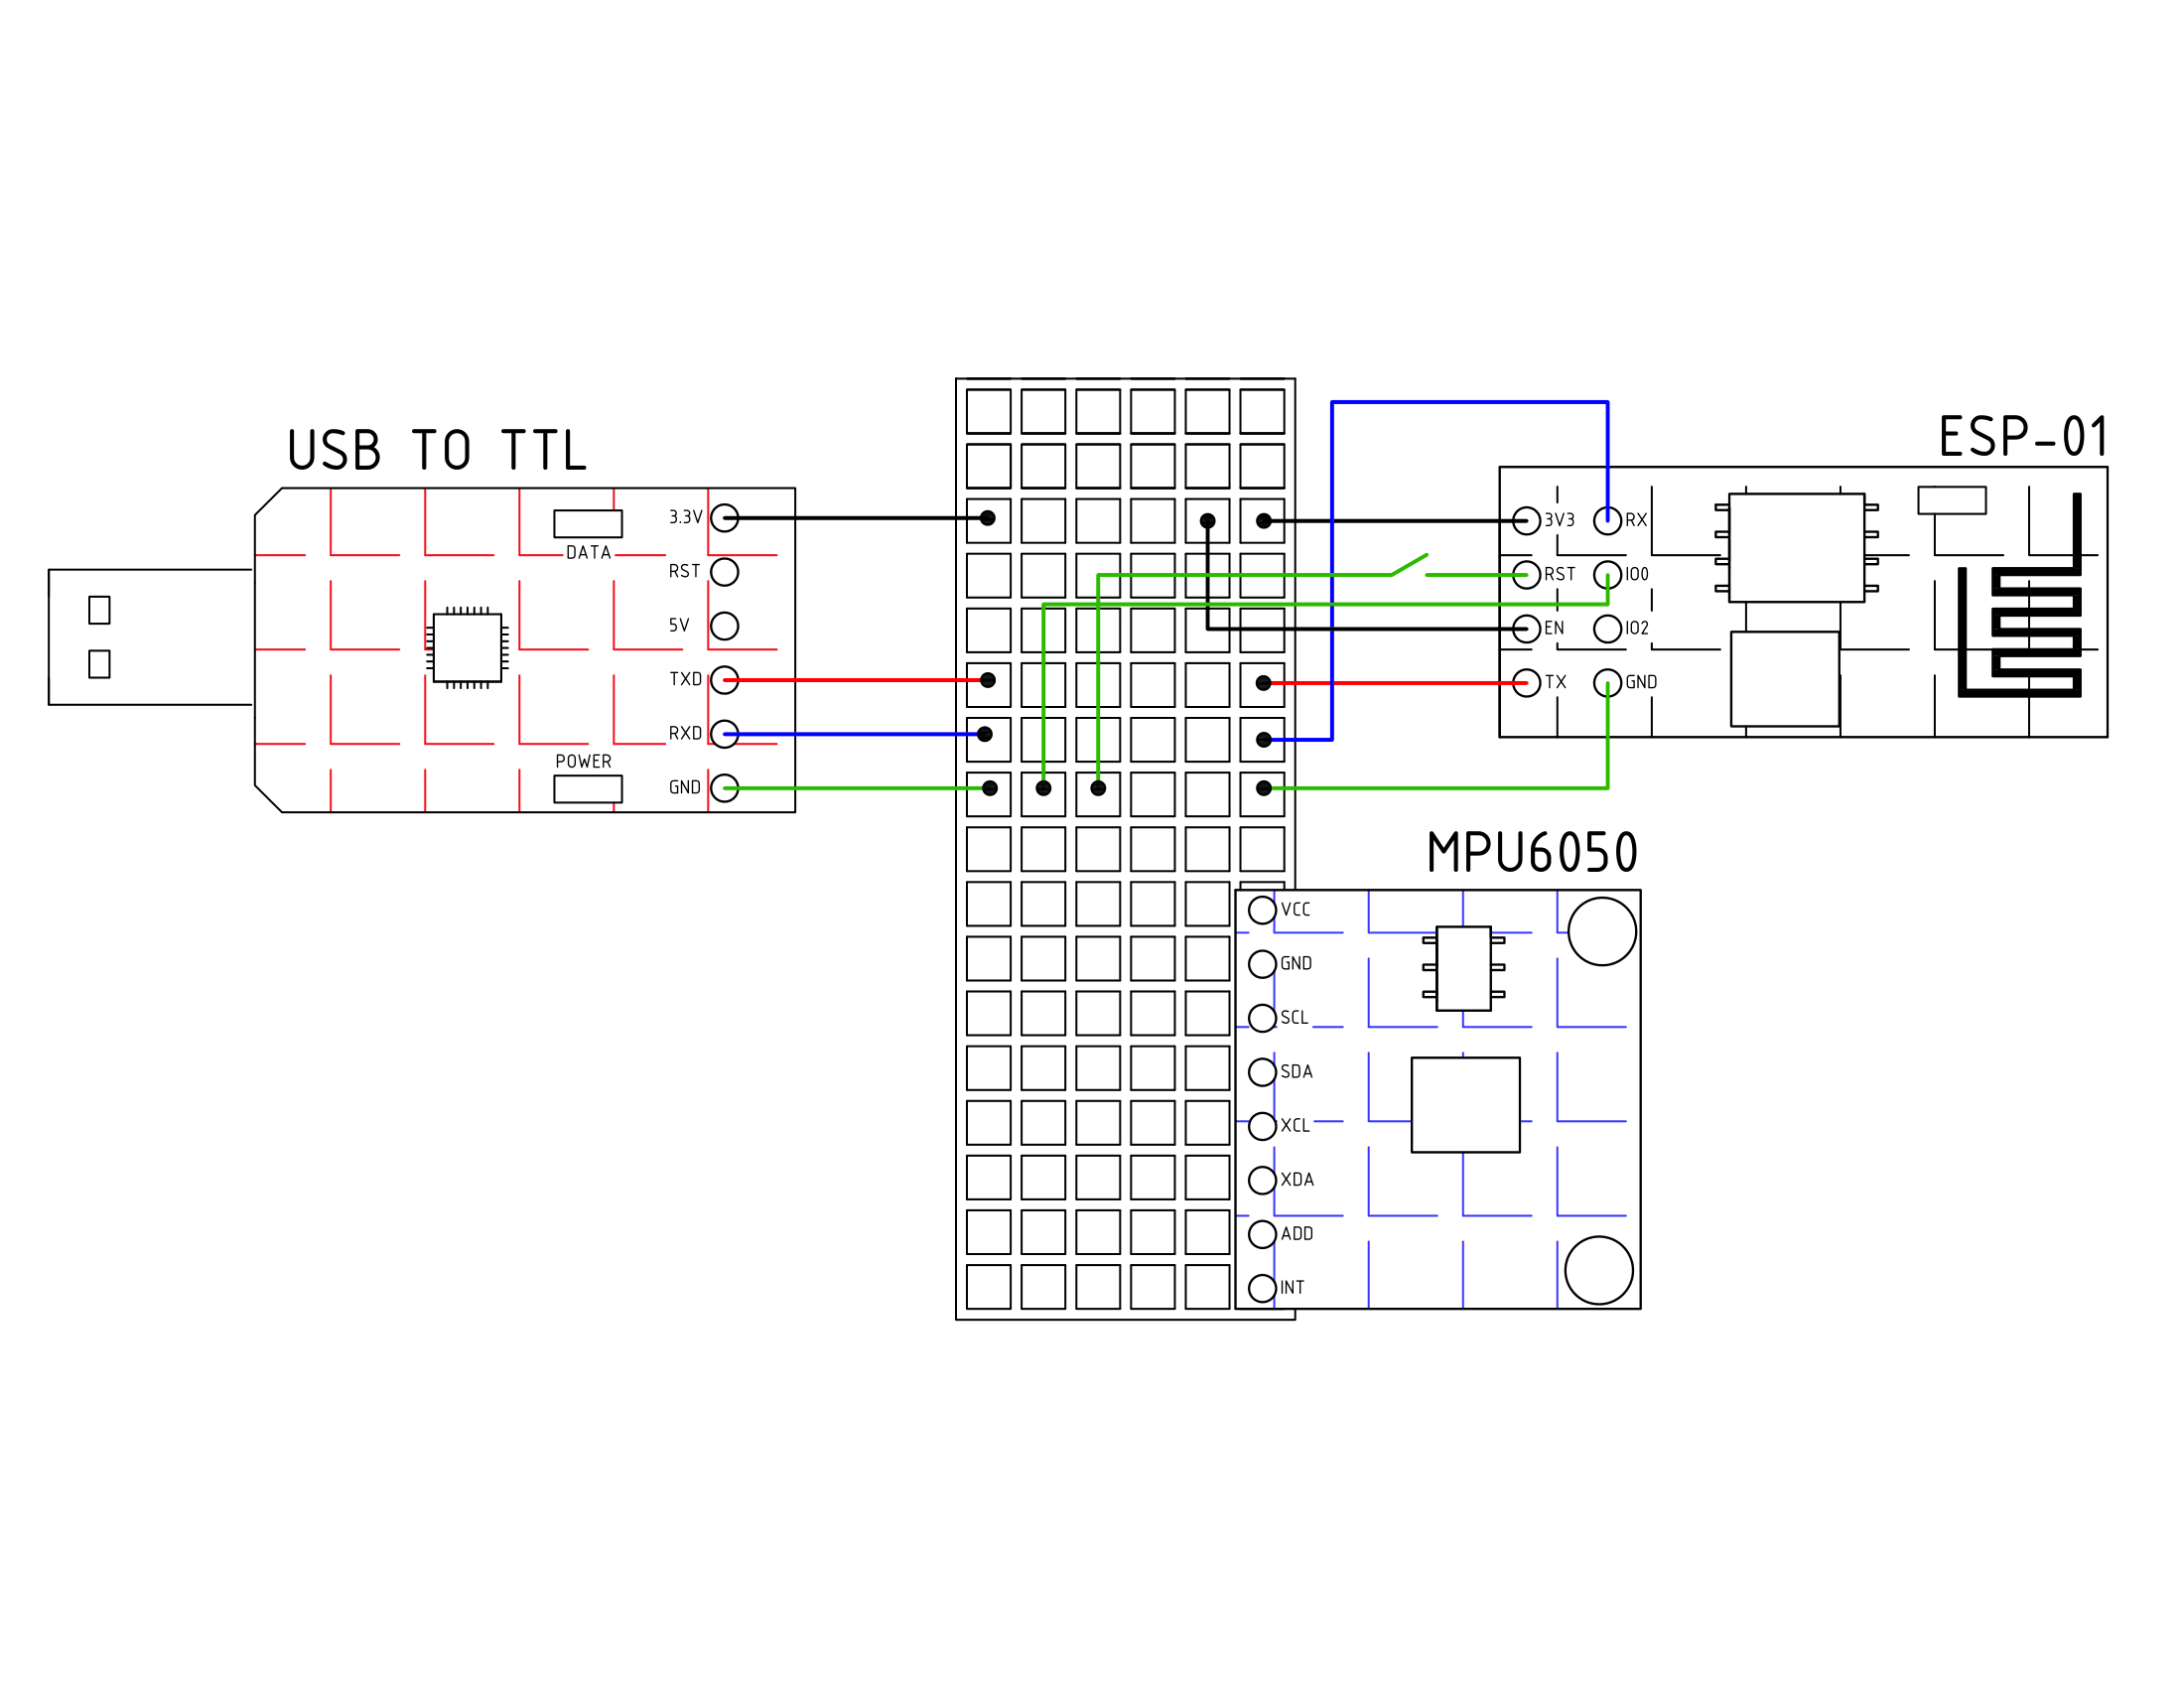 USB TO TTL
DATA
3.3V
RST
5V
TXD
RXD
POWER
GND
ESP-01
3V3 RX
RST IO0
EN IO2
TX GND
MPU6050
VCC
GND
SCL
SDA
XCL
XDA
ADD
INT